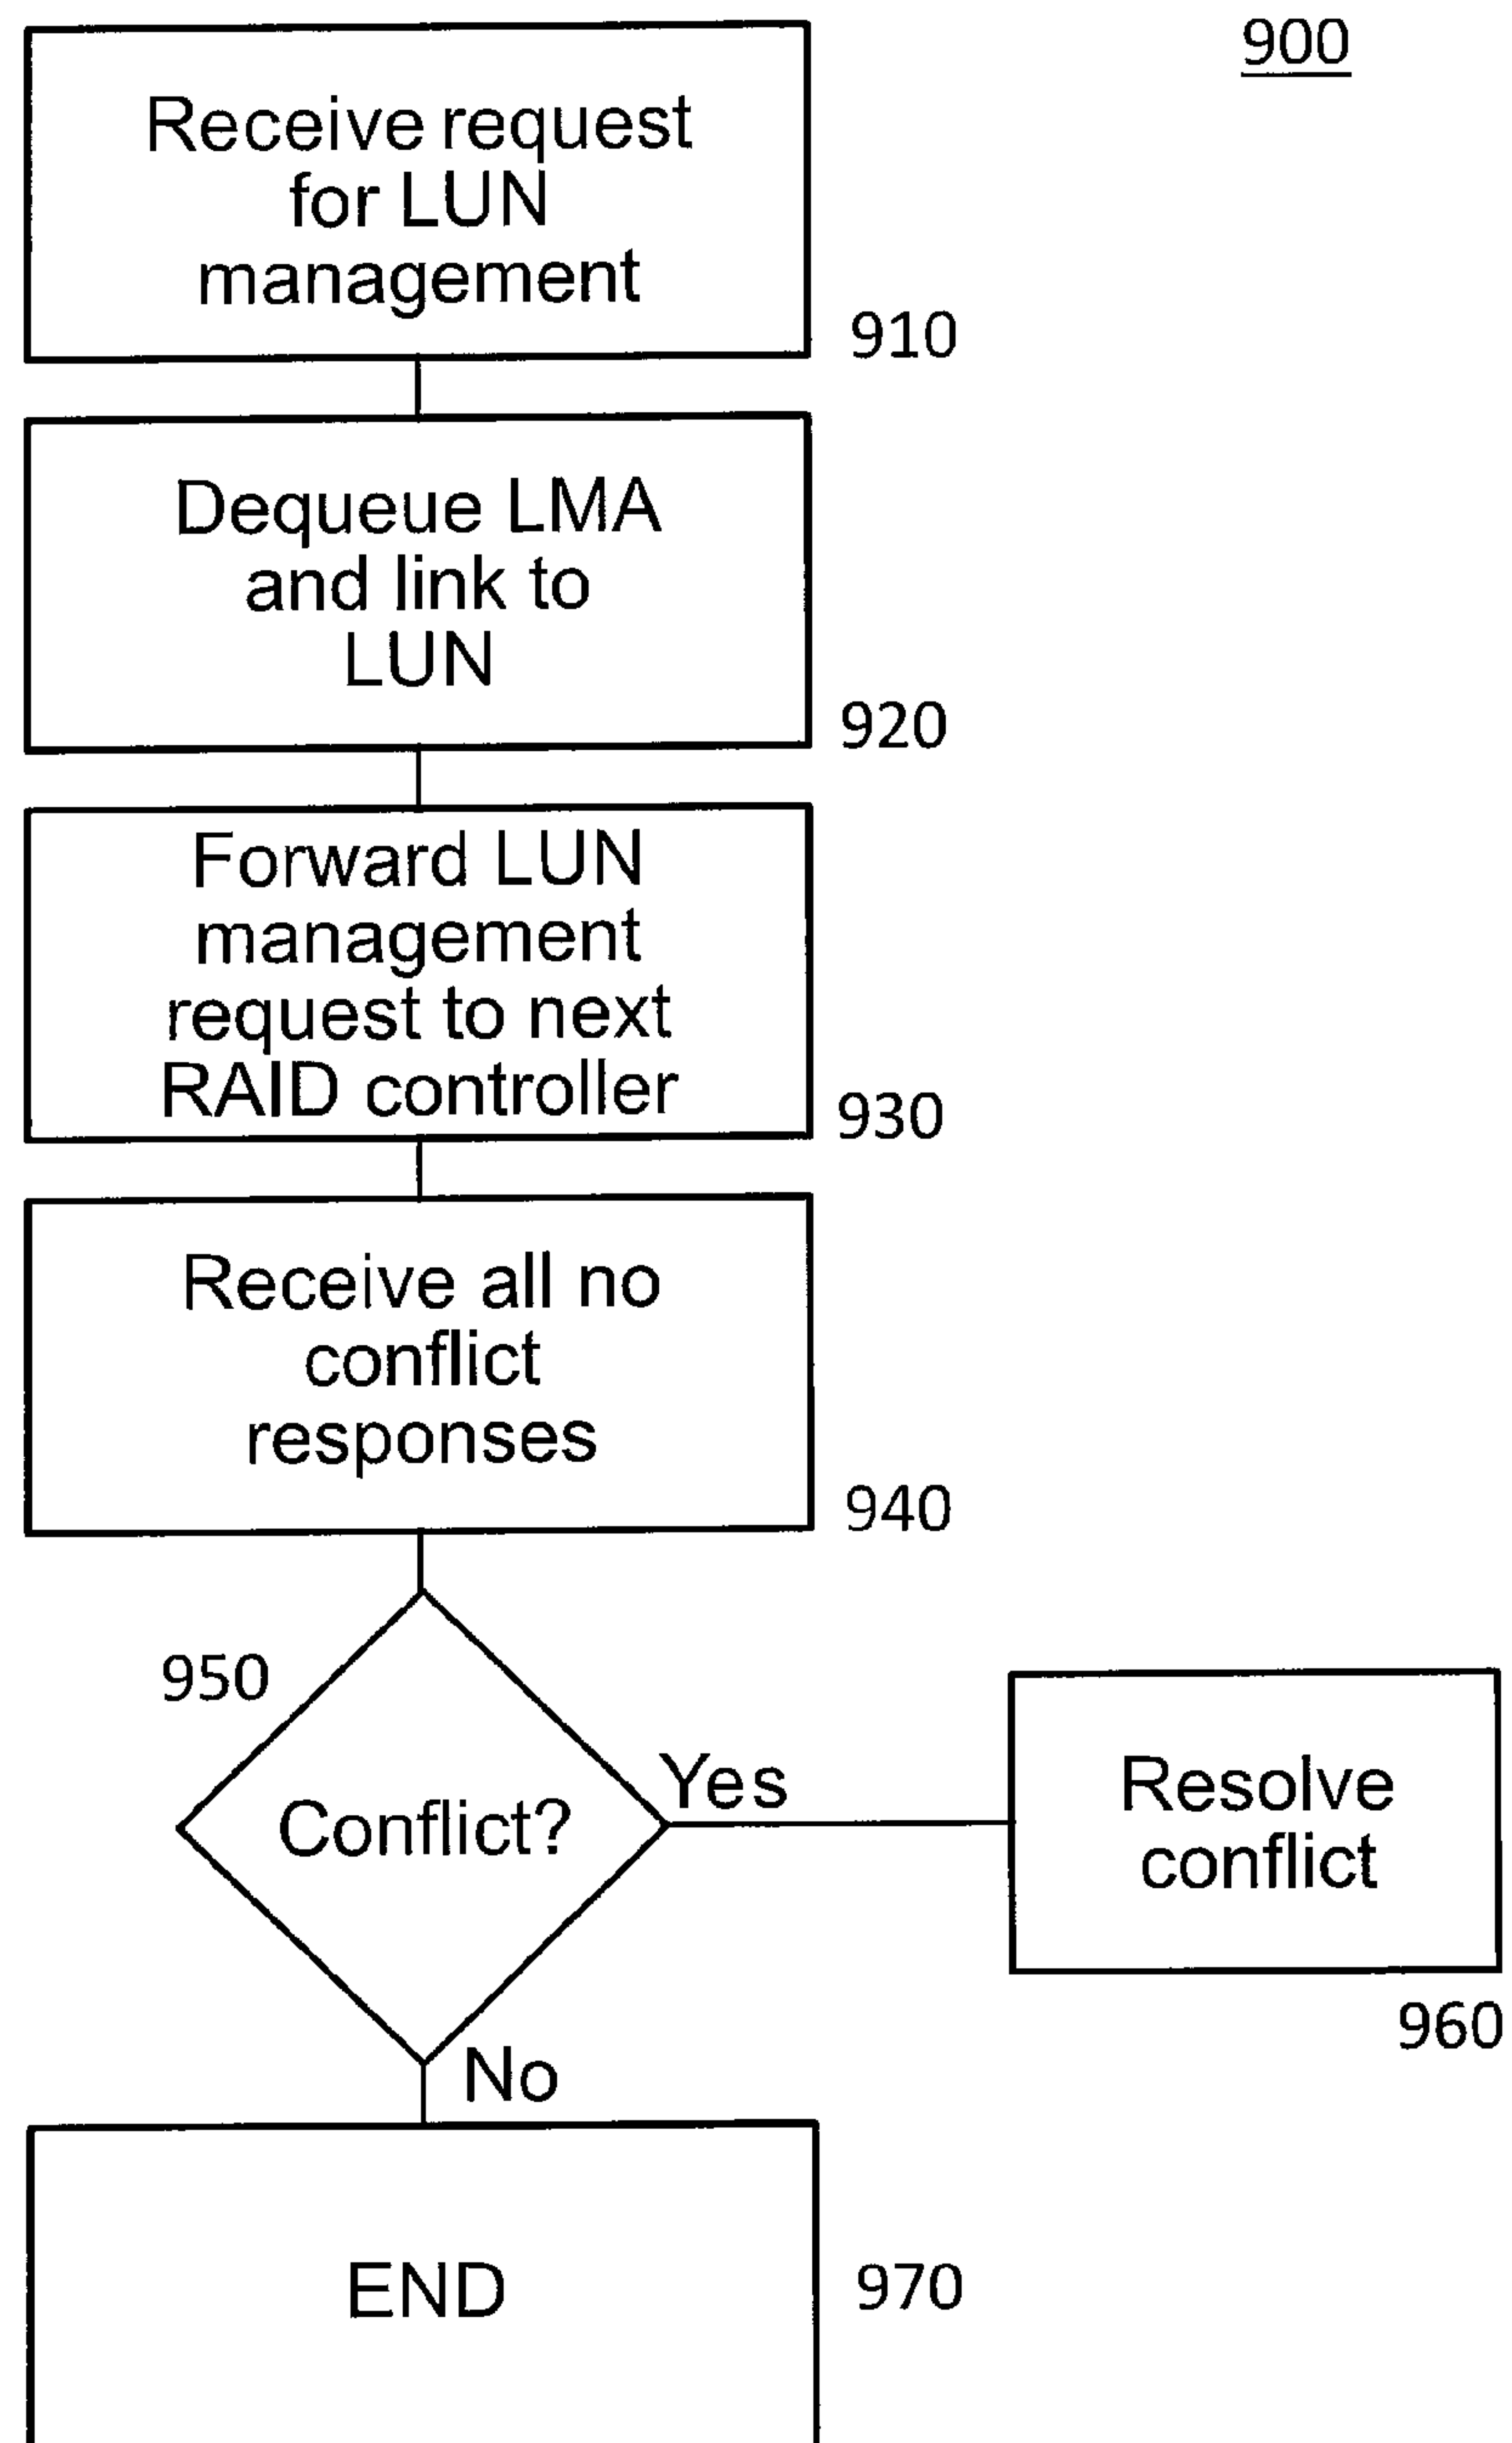 900
Receive request
for LUN
management
910
Dequeue LMA
and link to
LUN
920
Forward LUN
management
request to next
RAID controller
930
Receive all no
conflict
responses
940
950
Conflict?
Yes
Resolve
conflict
960
No
END
970